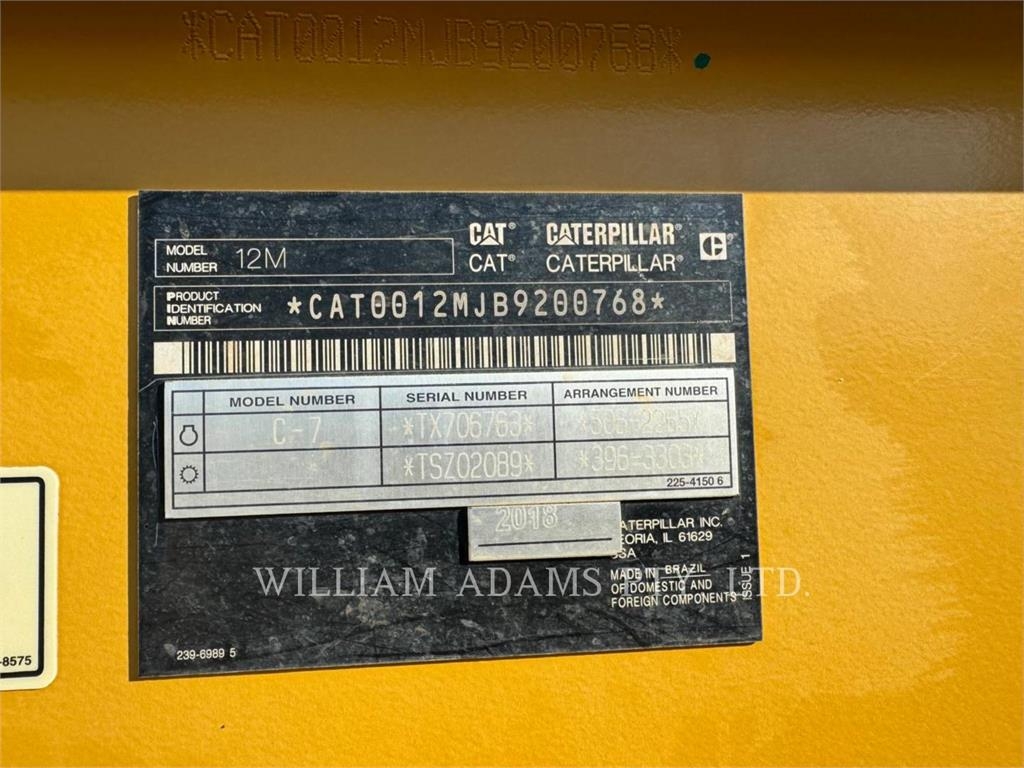 *CAT0012MJB9200768*
CAT® CATERPILLAR®
MODEL NUMBER 12M
CAT® CATERPILLAR®
PRODUCT IDENTIFICATION NUMBER *CAT0012MJB9200768*
MODEL NUMBER SERIAL NUMBER ARRANGEMENT NUMBER
C-7 *TX706763*
* *TSZ02089*
225-4150 6
2018
CATERPILLAR INC.
PEORIA, IL 61629
USA
MADE IN BRAZIL
OF DOMESTIC AND
FOREIGN COMPONENTS
ISSUE 1
WILLIAM ADAMS PTY. LTD.
239-6989 5
-8575